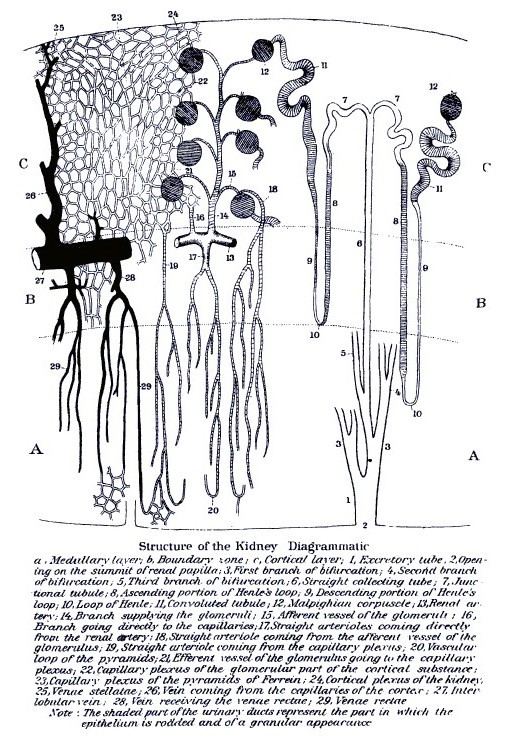 25 23 24
22
12
11
7 7
12
21
15
18
C
C
11
26
16 14
8
8
6
17
13
9
9
19
27
28
B
B
10
5
29
29
4
10
3
3
A
A
20
1
2
Structure of the Kidney Diagrammatic
a, Medullary layer; b, Boundary zone; c, Cortical layer; 1, Excretory tube, 2, Open-
ing on the summit of renal papilla; 3, First branch of bifurcation; 4, Second branch
of bifurcation; 5, Third branch of bifurcation; 6, Straight collecting tube; 7, Junc-
tional tubule; 8, Ascending portion of Henle's loop; 9, Descending portion of Henle's
loop; 10, Loop of Henle; 11, Convoluted tubule; 12, Malpighian corpuscle; 13, Renal ar-
tery; 14, Branch supplying the glomeruli; 15, Afferent vessel of the glomeruli; 16,
Branch going directly to the capillaries; 17, Straight arterioles coming directly
from the renal artery; 18, Straight arteriole coming from the afferent vessel of the
glomerulus; 19, Straight arteriole coming from the capillary plexus; 20, Vascular
loop of the pyramids; 21, Efferent vessel of the glomerulus going to the capillary
plexus; 22, Capillary plexus of the glomerular part of the cortical substance;
23, Capillary plexus of the pyramids of Ferrein; 24, Cortical plexus of the kidney,
25, Venae stellatae; 26, Vein coming from the capillaries of the cortex; 27, Inter
lobular vein; 28, Vein receiving the venae rectae; 29, Venae rectae
Note: The shaded part of the urinary ducts represent the part in which the
epithelium is rodded and of a granular appearance